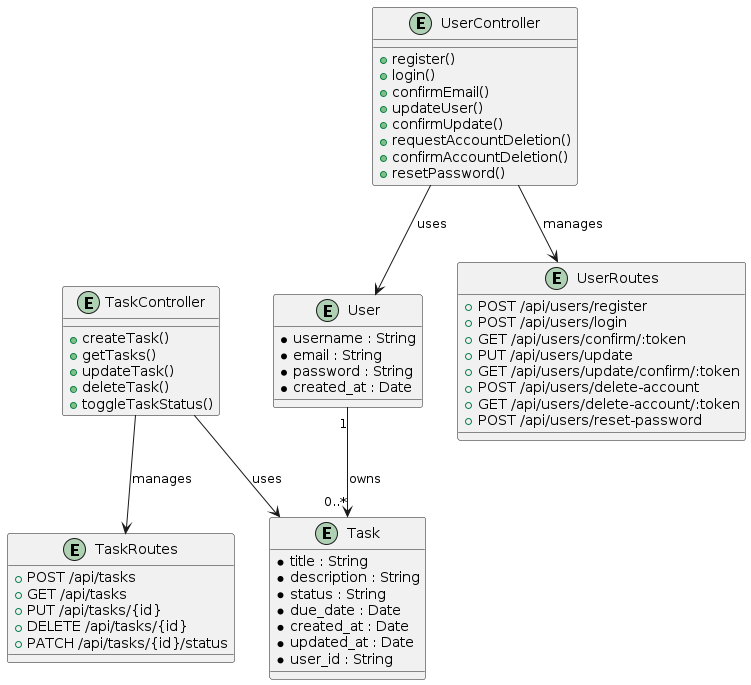 E UserController
register()
login()
confirmEmail()
updateUser()
confirmUpdate()
requestAccountDeletion()
confirmAccountDeletion()
resetPassword()
uses
manages
E TaskController
createTask()
getTasks()
updateTask()
deleteTask()
toggleTaskStatus()
E User
username : String
email : String
password : String
created_at : Date
E UserRoutes
POST /api/users/register
POST /api/users/login
GET /api/users/confirm/:token
PUT /api/users/update
GET /api/users/update/confirm/:token
POST /api/users/delete-account
GET /api/users/delete-account/:token
POST /api/users/reset-password
manages
uses
1
owns
0..*
E TaskRoutes
POST /api/tasks
GET /api/tasks
PUT /api/tasks/{id}
DELETE /api/tasks/{id}
PATCH /api/tasks/{id}/status
E Task
title : String
description : String
status : String
due_date : Date
created_at : Date
updated_at : Date
user_id : String